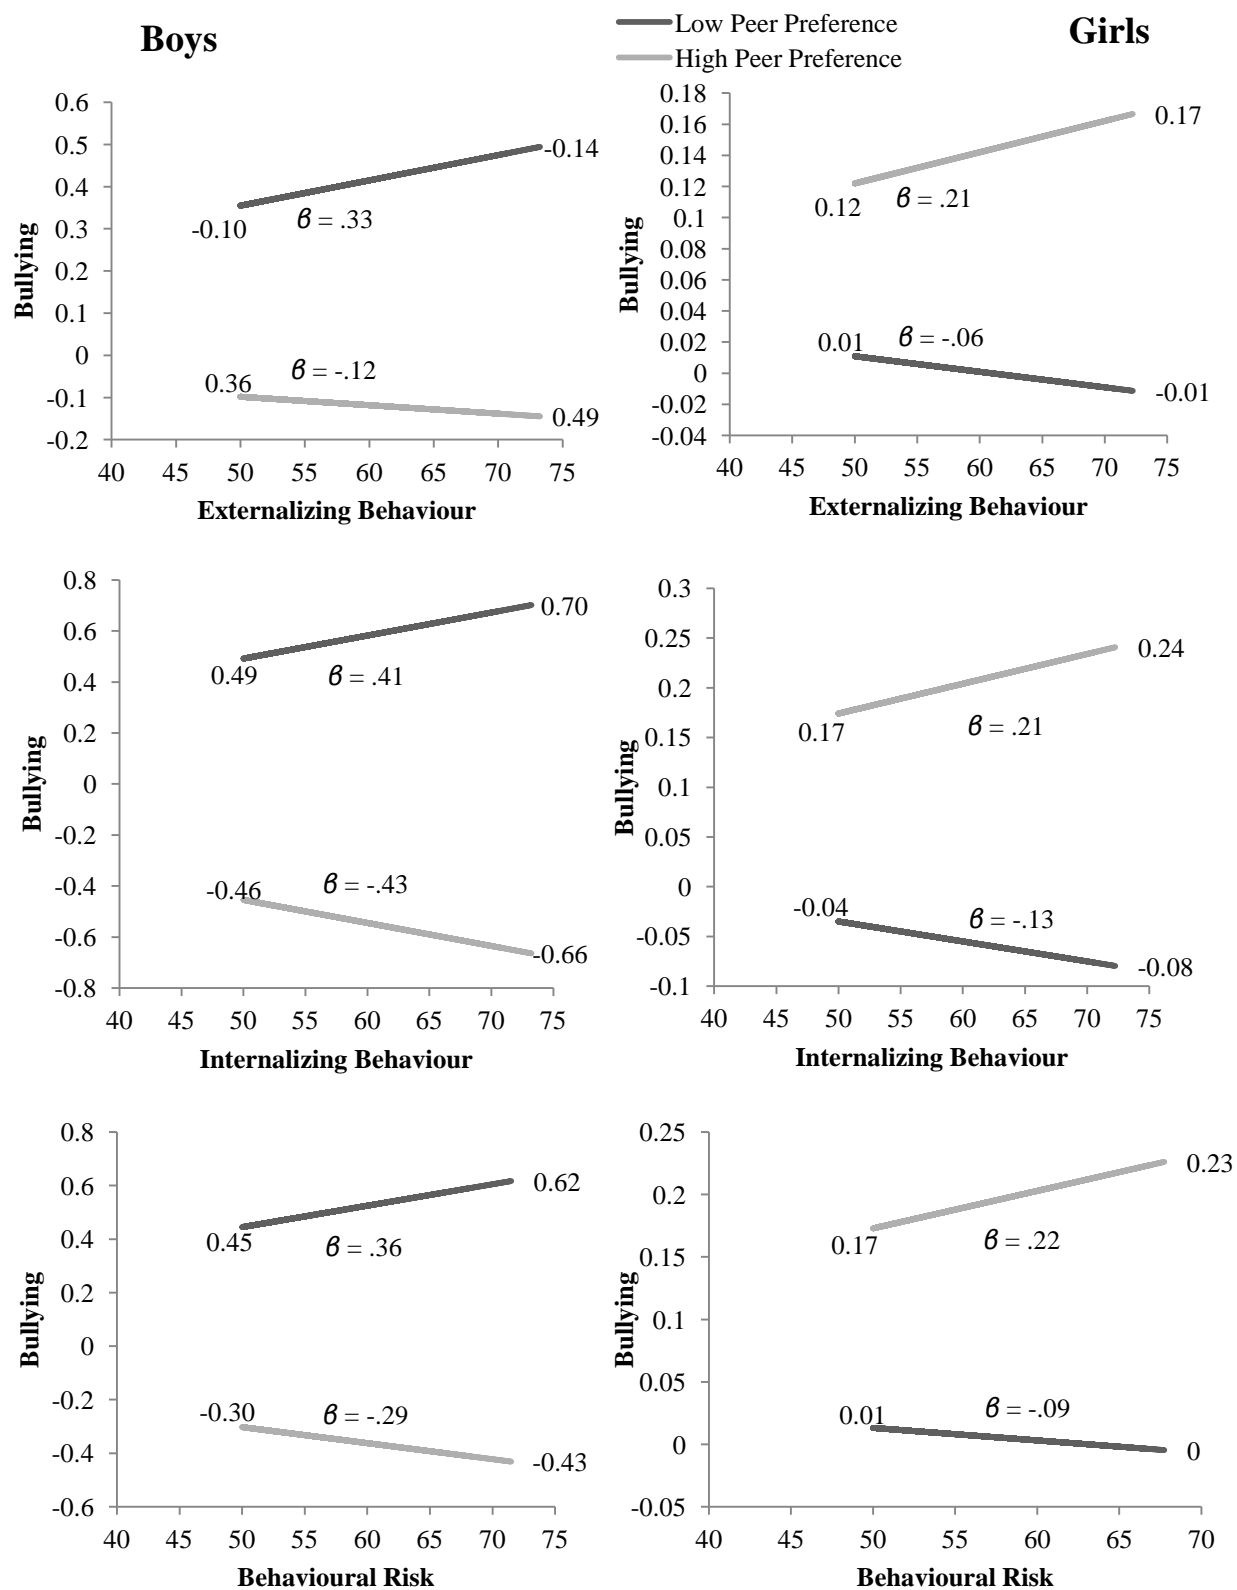 Boys
Low Peer Preference
High Peer Preference
Girls
0.6
0.5
0.4
0.3
0.2
0.1
0
-0.1
-0.2
Bullying
-0.10
-0.14
β = .33
0.36
0.49
β = -.12
40 45 50 55 60 65 70 75
Externalizing Behaviour
0.18
0.16
0.14
0.12
0.1
0.08
0.06
0.04
0.02
0
-0.02
-0.04
Bullying
0.12
0.17
β = .21
0.01
-0.01
β = -.06
40 45 50 55 60 65 70 75
Externalizing Behaviour
0.8
0.6
0.4
0.2
0
-0.2
-0.4
-0.6
-0.8
Bullying
0.49
0.70
β = .41
-0.46
-0.66
β = -.43
40 45 50 55 60 65 70 75
Internalizing Behaviour
0.3
0.25
0.2
0.15
0.1
0.05
0
-0.05
-0.1
Bullying
0.17
0.24
β = .21
-0.04
-0.08
β = -.13
40 45 50 55 60 65 70 75
Internalizing Behaviour
0.8
0.6
0.4
0.2
0
-0.2
-0.4
-0.6
Bullying
0.45
0.62
β = .36
-0.30
-0.43
β = -.29
40 45 50 55 60 65 70 75
Behavioural Risk
0.25
0.2
0.15
0.1
0.05
0
-0.05
Bullying
0.17
0.23
β = .22
0.01
0
β = -.09
40 50 60 70
Behavioural Risk